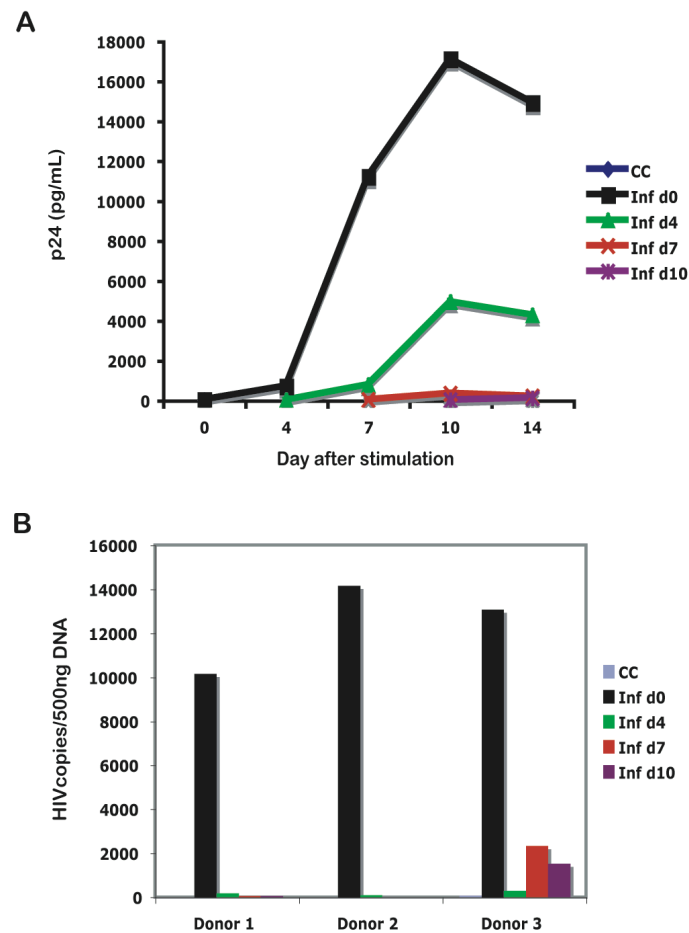 A
18000
16000
14000
12000
10000
8000
6000
4000
2000
0
p24 (pg/mL)
0 4 7 10 14
Day after stimulation
CC
Inf d0
Inf d4
Inf d7
Inf d10
B
16000
14000
12000
10000
8000
6000
4000
2000
0
HIVcopies/500ng DNA
Donor 1 Donor 2 Donor 3
CC
Inf d0
Inf d4
Inf d7
Inf d10